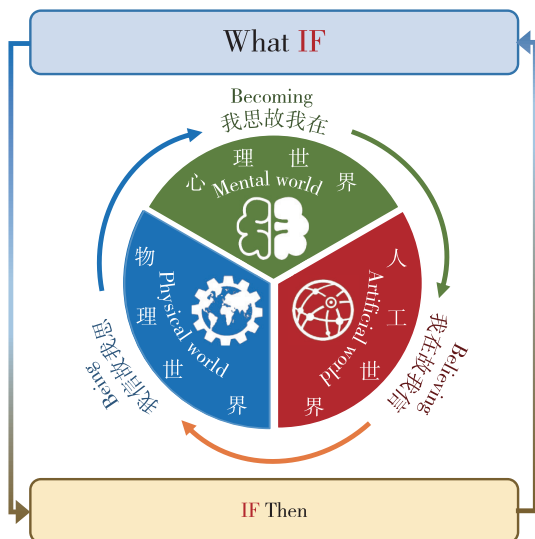 What IF
Becoming
我思故我在
心理世界
Mental world
物理世界
Physical world
人工世界
Artificial world
Being
我信故我思
Believing
我在故我信
IF Then